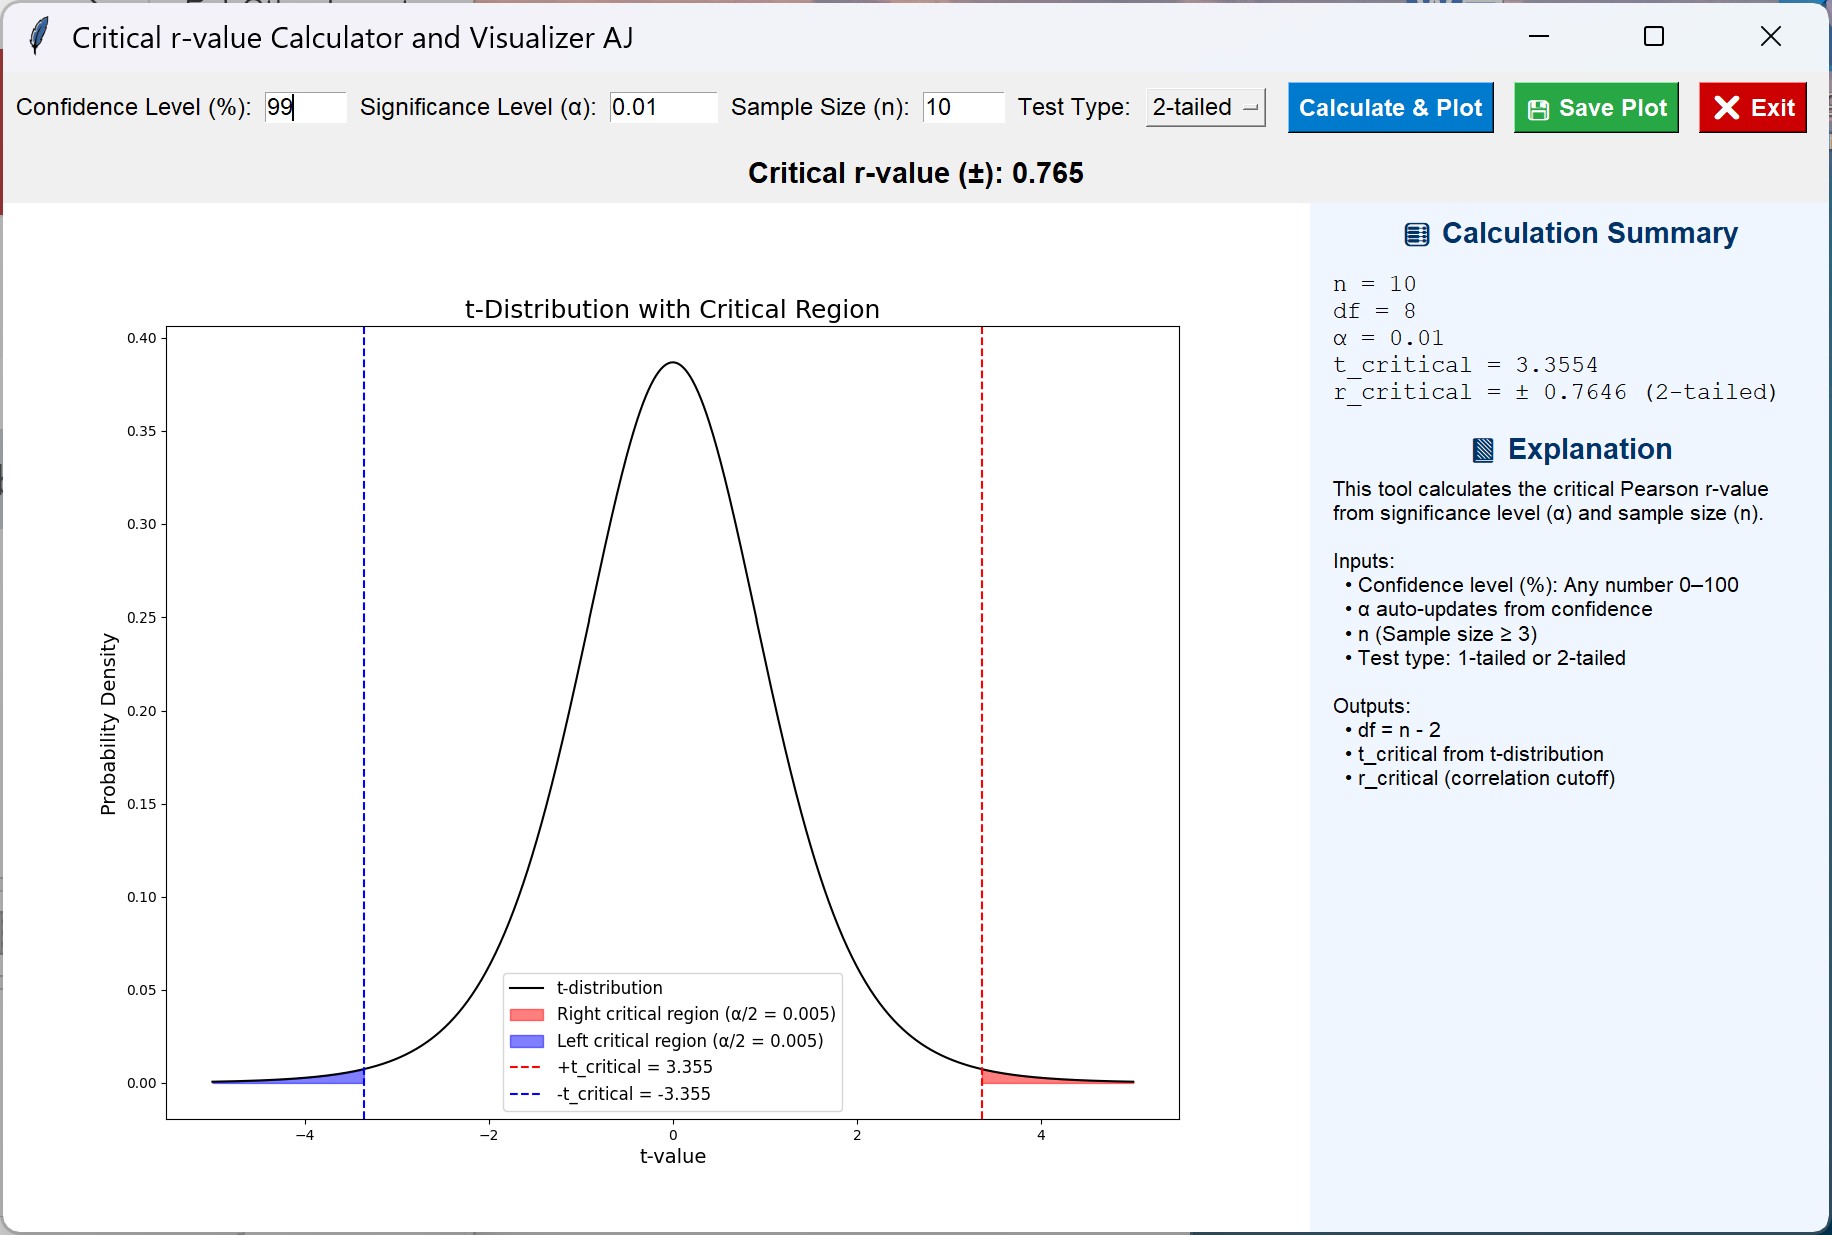 Critical r-value Calculator and Visualizer AJ
Confidence Level (%): 99 Significance Level (α): 0.01 Sample Size (n): 10 Test Type: 2-tailed Calculate & Plot Save Plot Exit
Critical r-value (±): 0.765
t-Distribution with Critical Region
0.40
0.35
0.30
0.25
0.20
0.15
0.10
0.05
0.00
Probability Density
t-distribution
Right critical region (α/2 = 0.005)
Left critical region (α/2 = 0.005)
+t_critical = 3.355
-t_critical = -3.355
−4 −2 0 2 4
t-value
Calculation Summary
n = 10
df = 8
α = 0.01
t_critical = 3.3554
r_critical = ± 0.7646 (2-tailed)
Explanation
This tool calculates the critical Pearson r-value
from significance level (α) and sample size (n).
Inputs:
• Confidence level (%): Any number 0–100
• α auto-updates from confidence
• n (Sample size ≥ 3)
• Test type: 1-tailed or 2-tailed
Outputs:
• df = n - 2
• t_critical from t-distribution
• r_critical (correlation cutoff)